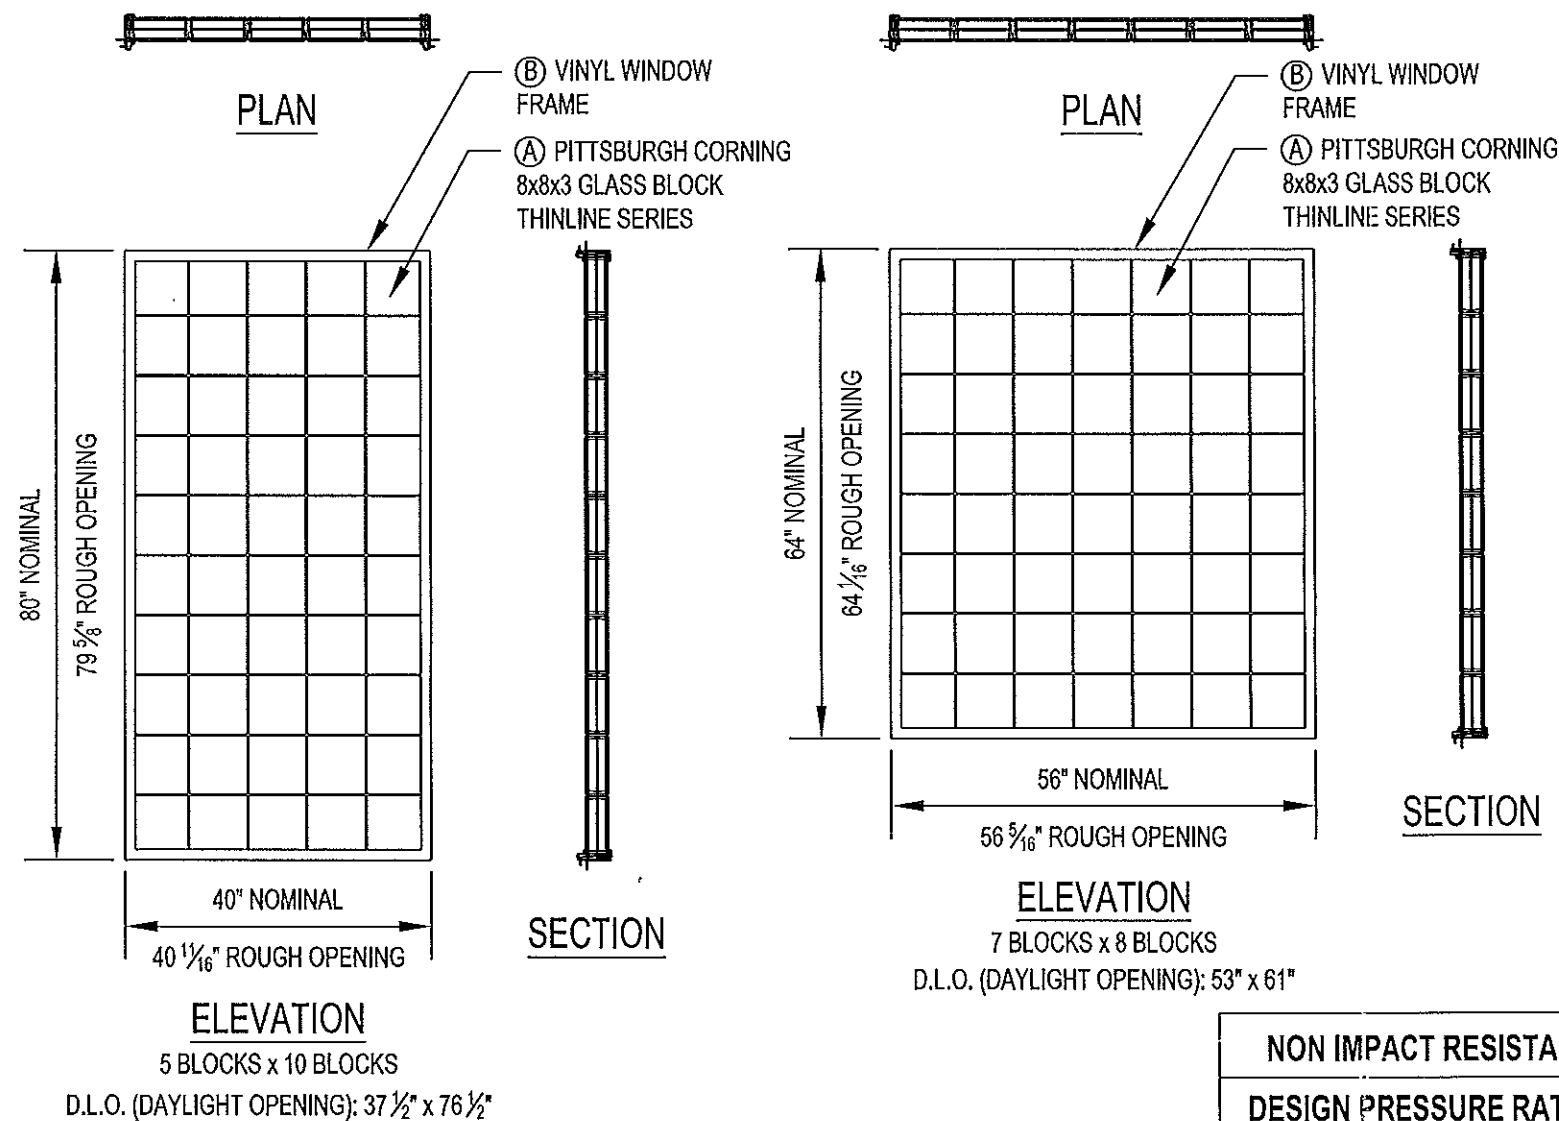 PLAN
Ⓑ VINYL WINDOW
FRAME
Ⓐ PITTSBURGH CORNING
8x8x3 GLASS BLOCK
THINLINE SERIES
80" NOMINAL
79 5/8" ROUGH OPENING
40" NOMINAL
40 11/16" ROUGH OPENING
SECTION
ELEVATION
5 BLOCKS x 10 BLOCKS
D.L.O. (DAYLIGHT OPENING): 37 1/2" x 76 1/2"
PLAN
Ⓑ VINYL WINDOW
FRAME
Ⓐ PITTSBURGH CORNING
8x8x3 GLASS BLOCK
THINLINE SERIES
64" NOMINAL
64 1/16" ROUGH OPENING
56" NOMINAL
56 5/16" ROUGH OPENING
SECTION
ELEVATION
7 BLOCKS x 8 BLOCKS
D.L.O. (DAYLIGHT OPENING): 53" x 61"
NON IMPACT RESISTA
DESIGN PRESSURE RAT